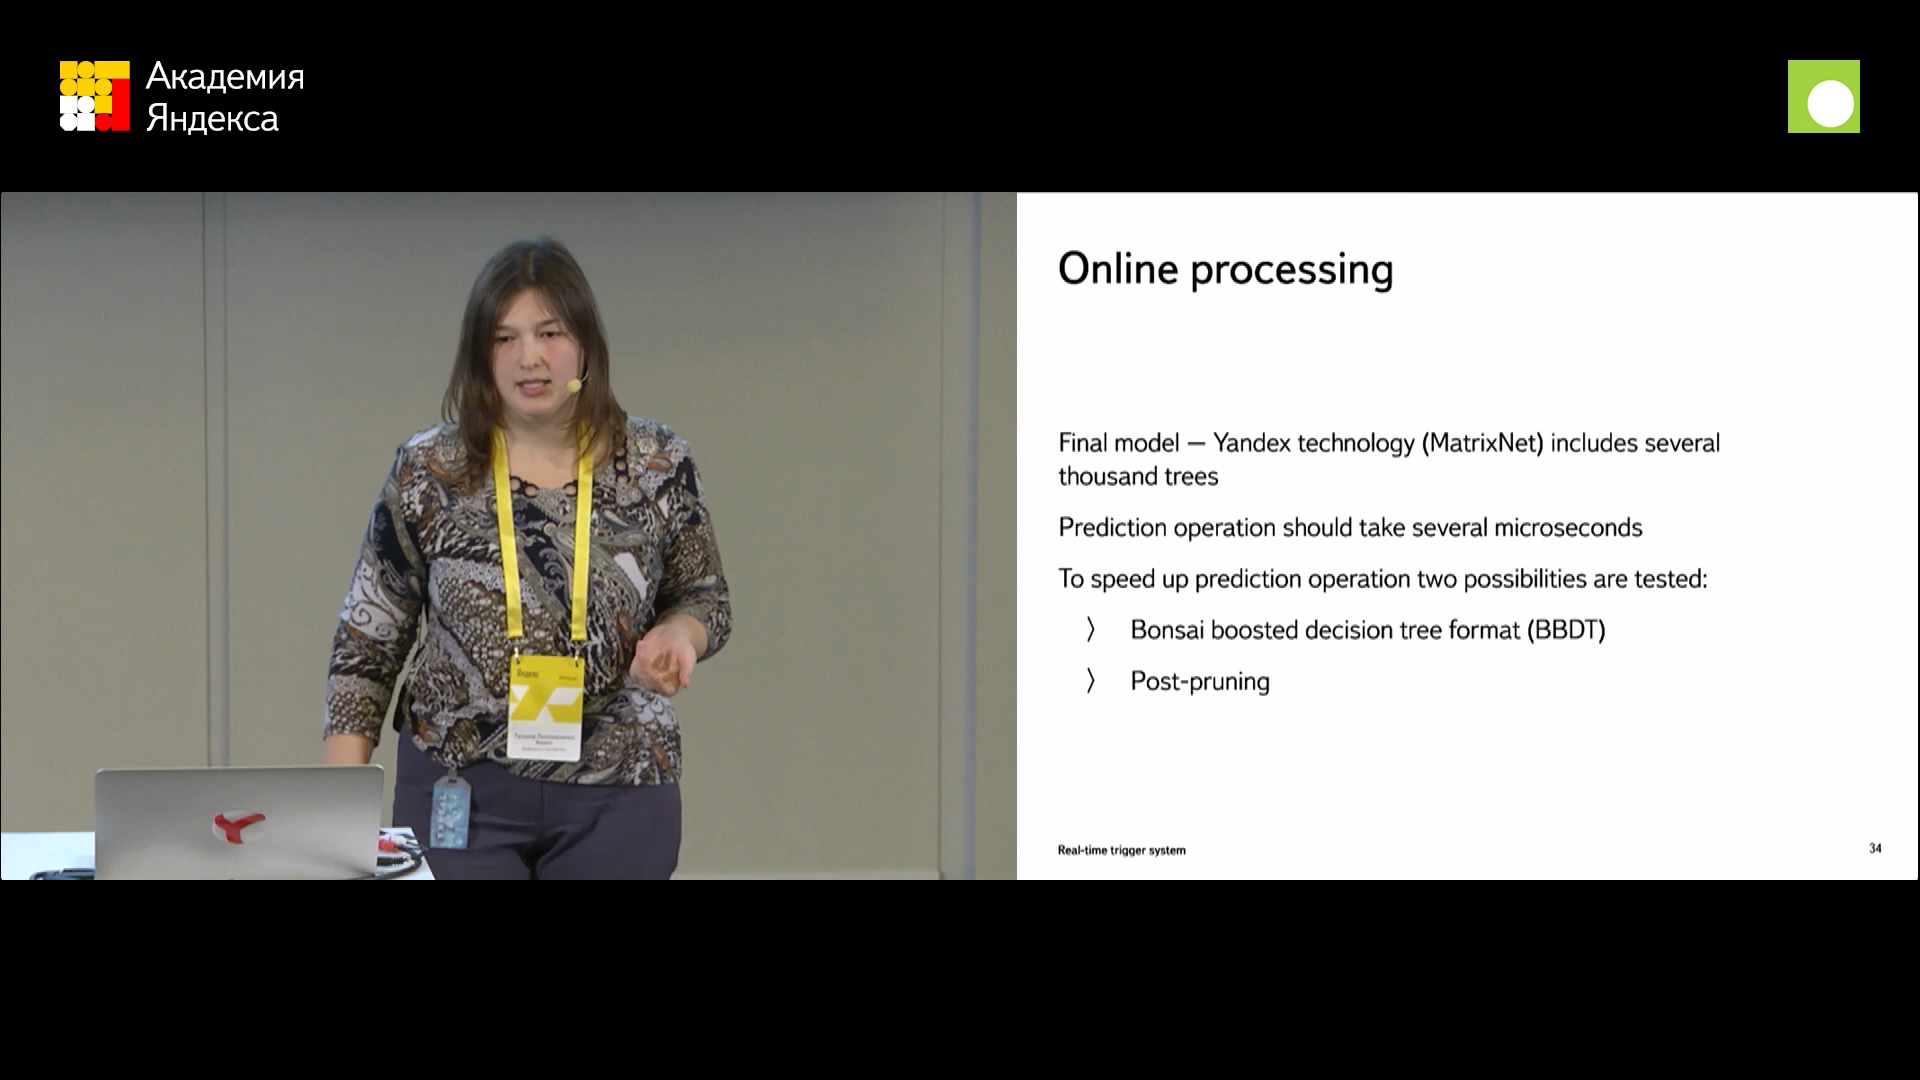 Академия
Яндекса
Online processing
Final model — Yandex technology (MatrixNet) includes several
thousand trees
Prediction operation should take several microseconds
To speed up prediction operation two possibilities are tested:
〉 Bonsai boosted decision tree format (BBDT)
〉 Post-pruning
Real-time trigger system
34
Яндекс